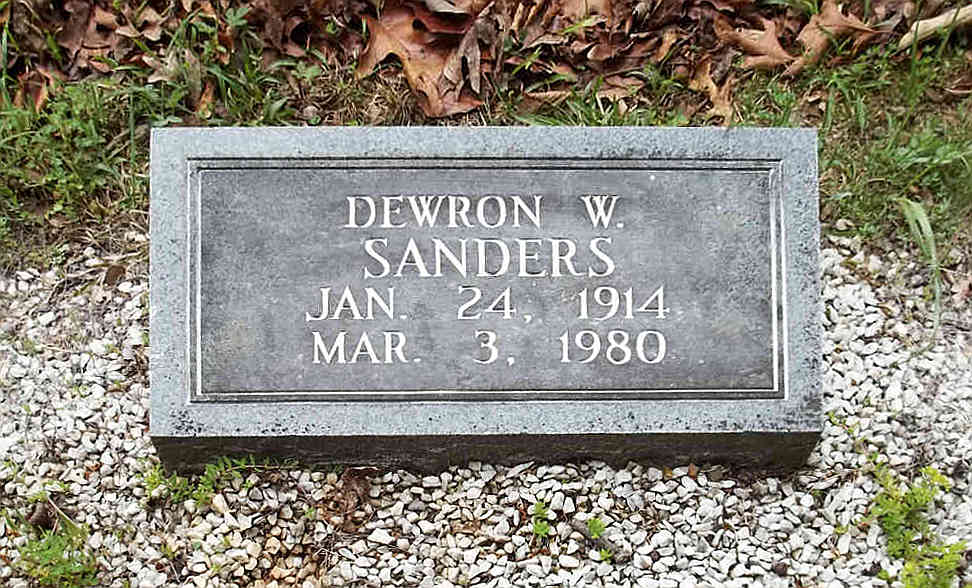 DEWRON W.
SANDERS
JAN. 24, 1914
MAR. 3, 1980